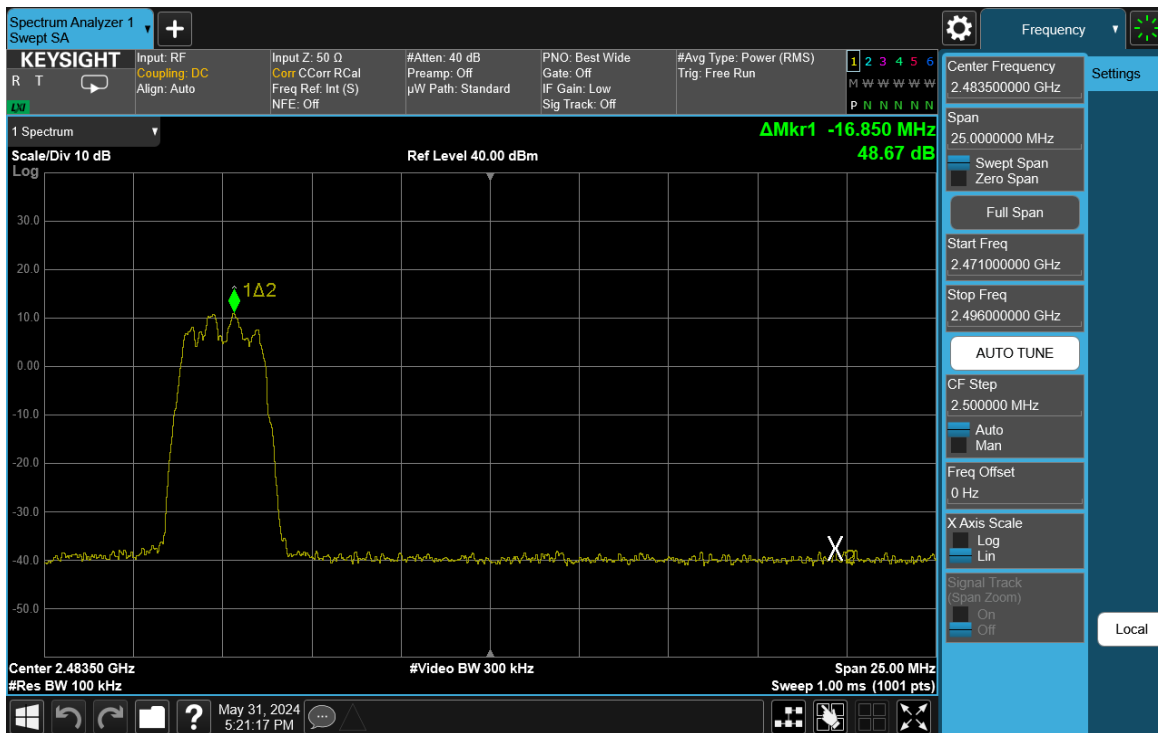 Spectrum Analyzer 1
Swept SA
+
Frequency
KEYSIGHT
R T
LXI
Input: RF
Coupling: DC
Align: Auto
Input Z: 50 Ω
Corr CCorr RCal
Freq Ref: Int (S)
NFE: Off
#Atten: 40 dB
Preamp: Off
µW Path: Standard
PNO: Best Wide
Gate: Off
IF Gain: Low
Sig Track: Off
#Avg Type: Power (RMS)
Trig: Free Run
1 2 3 4 5 6
M W W W W W
P N N N N N
1 Spectrum
ΔMkr1 -16.850 MHz
48.67 dB
Scale/Div 10 dB
Ref Level 40.00 dBm
Log
30.0
20.0
1Δ2
10.0
0.00
-10.0
-20.0
-30.0
-40.0
X2
-50.0
Center 2.48350 GHz
#Video BW 300 kHz
Span 25.00 MHz
#Res BW 100 kHz
Sweep 1.00 ms (1001 pts)
?
May 31, 2024
5:21:17 PM
Center Frequency
2.483500000 GHz
Settings
Span
25.0000000 MHz
Swept Span
Zero Span
Full Span
Start Freq
2.471000000 GHz
Stop Freq
2.496000000 GHz
AUTO TUNE
CF Step
2.500000 MHz
Auto
Man
Freq Offset
0 Hz
X Axis Scale
Log
Lin
Signal Track
(Span Zoom)
On
Off
Local